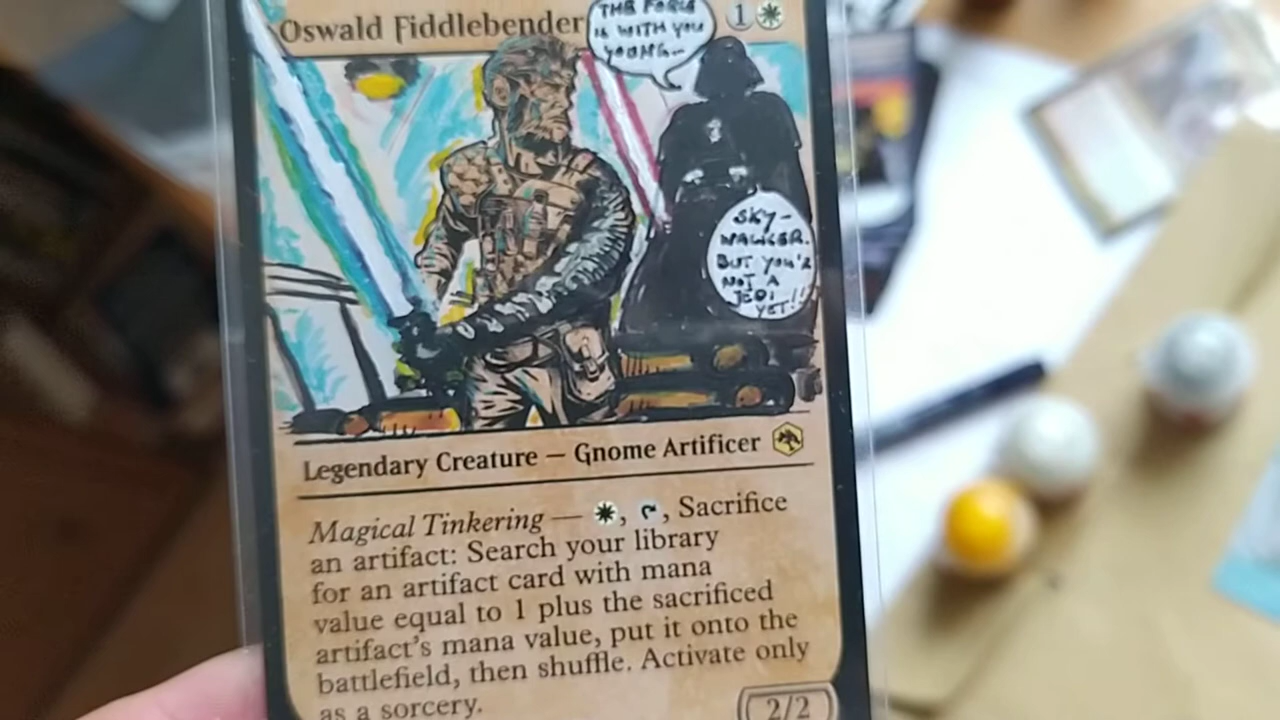 Oswald Fiddlebender
1
THE FORCE
IS WITH YOU
YOUNG-
SKY-
WALKER.
BUT YOU'R
NOT A
JEDI
YET!!
Legendary Creature — Gnome Artificer
Magical Tinkering — , , Sacrifice
an artifact: Search your library
for an artifact card with mana
value equal to 1 plus the sacrificed
artifact's mana value, put it onto the
battlefield, then shuffle. Activate only
as a sorcery.
2/2